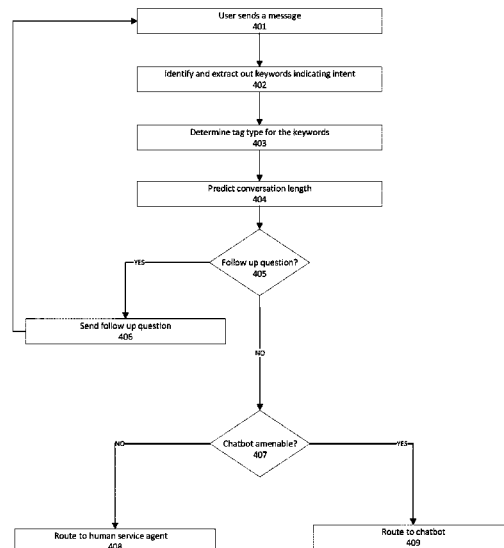 User sends a message
401
Identify and extract out keywords indicating intent
402
Determine tag type for the keywords
403
Predict conversation length
404
Follow up question?
405
YES
Send follow up question
406
NO
Chatbot amenable?
407
NO
YES
Route to human service agent
408
Route to chatbot
409